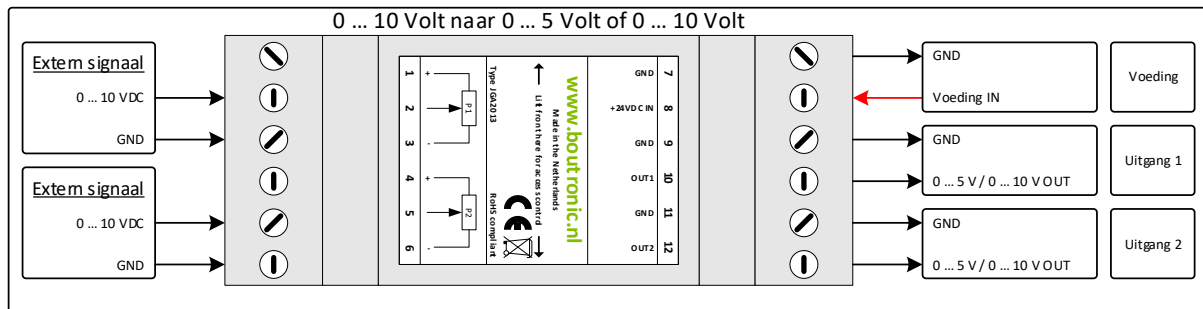 0 ... 10 Volt naar 0 ... 5 Volt of 0 ... 10 Volt
Extern signaal
0 ... 10 VDC
GND
Extern signaal
0 ... 10 VDC
GND
1
+
2
P1
3
-
4
+
5
P2
6
-
Type JGA2013
RoHS compliant
Lift front here for access control
Made in the Netherlands
www.boutronic.nl
CE
GND 7
+24VDC IN 8
GND 9
OUT1 10
GND 11
OUT2 12
GND
Voeding IN
Voeding
GND
0 ... 5 V / 0 ... 10 V OUT
Uitgang 1
GND
0 ... 5 V / 0 ... 10 V OUT
Uitgang 2